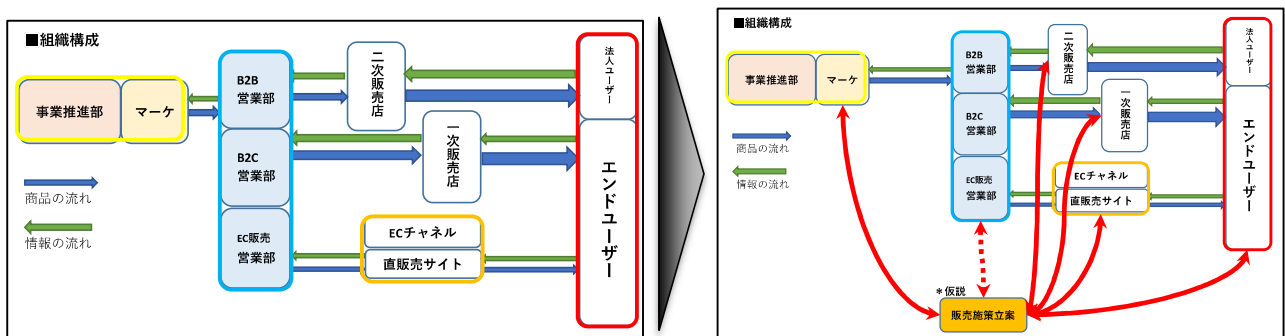 ■組織構成
事業推進部
マーケ
B2B
営業部
B2C
営業部
EC販売
営業部
二次販売店
一次販売店
ECチャネル
直販売サイト
法人ユーザー
エンドユーザー
商品の流れ
情報の流れ
■組織構成
事業推進部
マーケ
B2B
営業部
B2C
営業部
EC販売
営業部
二次販売店
一次販売店
ECチャネル
直販売サイト
法人ユーザー
エンドユーザー
商品の流れ
情報の流れ
＊仮説
販売施策立案